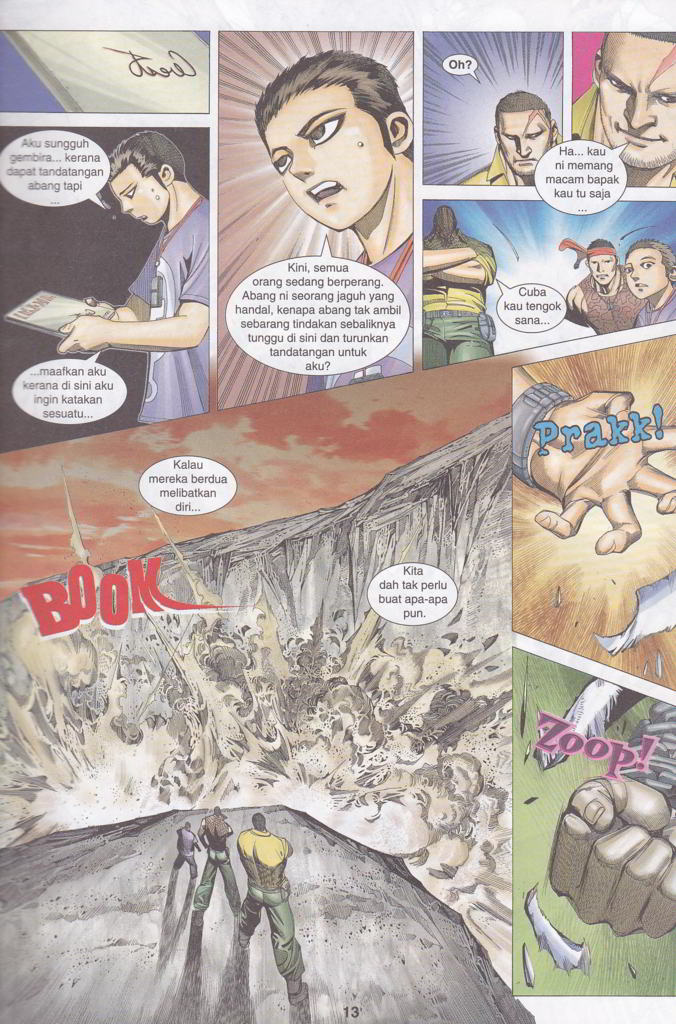 Aku sungguh
gembira... kerana
dapat tandatangan
abang tapi
...
...maafkan aku
kerana di sini aku
ingin katakan
sesuatu...
Kini, semua
orang sedang berperang.
Abang ni seorang jaguh yang
handal, kenapa abang tak ambil
sebarang tindakan sebaliknya
tunggu di sini dan turunkan
tandatangan untuk
aku?
Oh?
Ha... kau
ni memang
macam bapak
kau tu saja
...
Cuba
kau tengok
sana...
Kalau
mereka berdua
melibatkan
diri...
BOOM
Kita
dah tak perlu
buat apa-apa
pun.
Prakk!
Zoop!
13